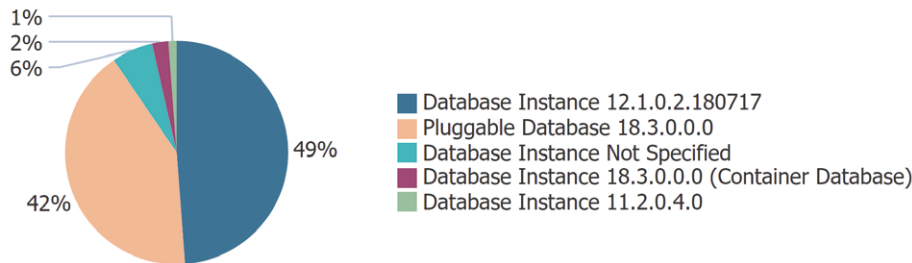 1%
2%
6%
49%
42%
Database Instance 12.1.0.2.180717
Pluggable Database 18.3.0.0.0
Database Instance Not Specified
Database Instance 18.3.0.0.0 (Container Database)
Database Instance 11.2.0.4.0